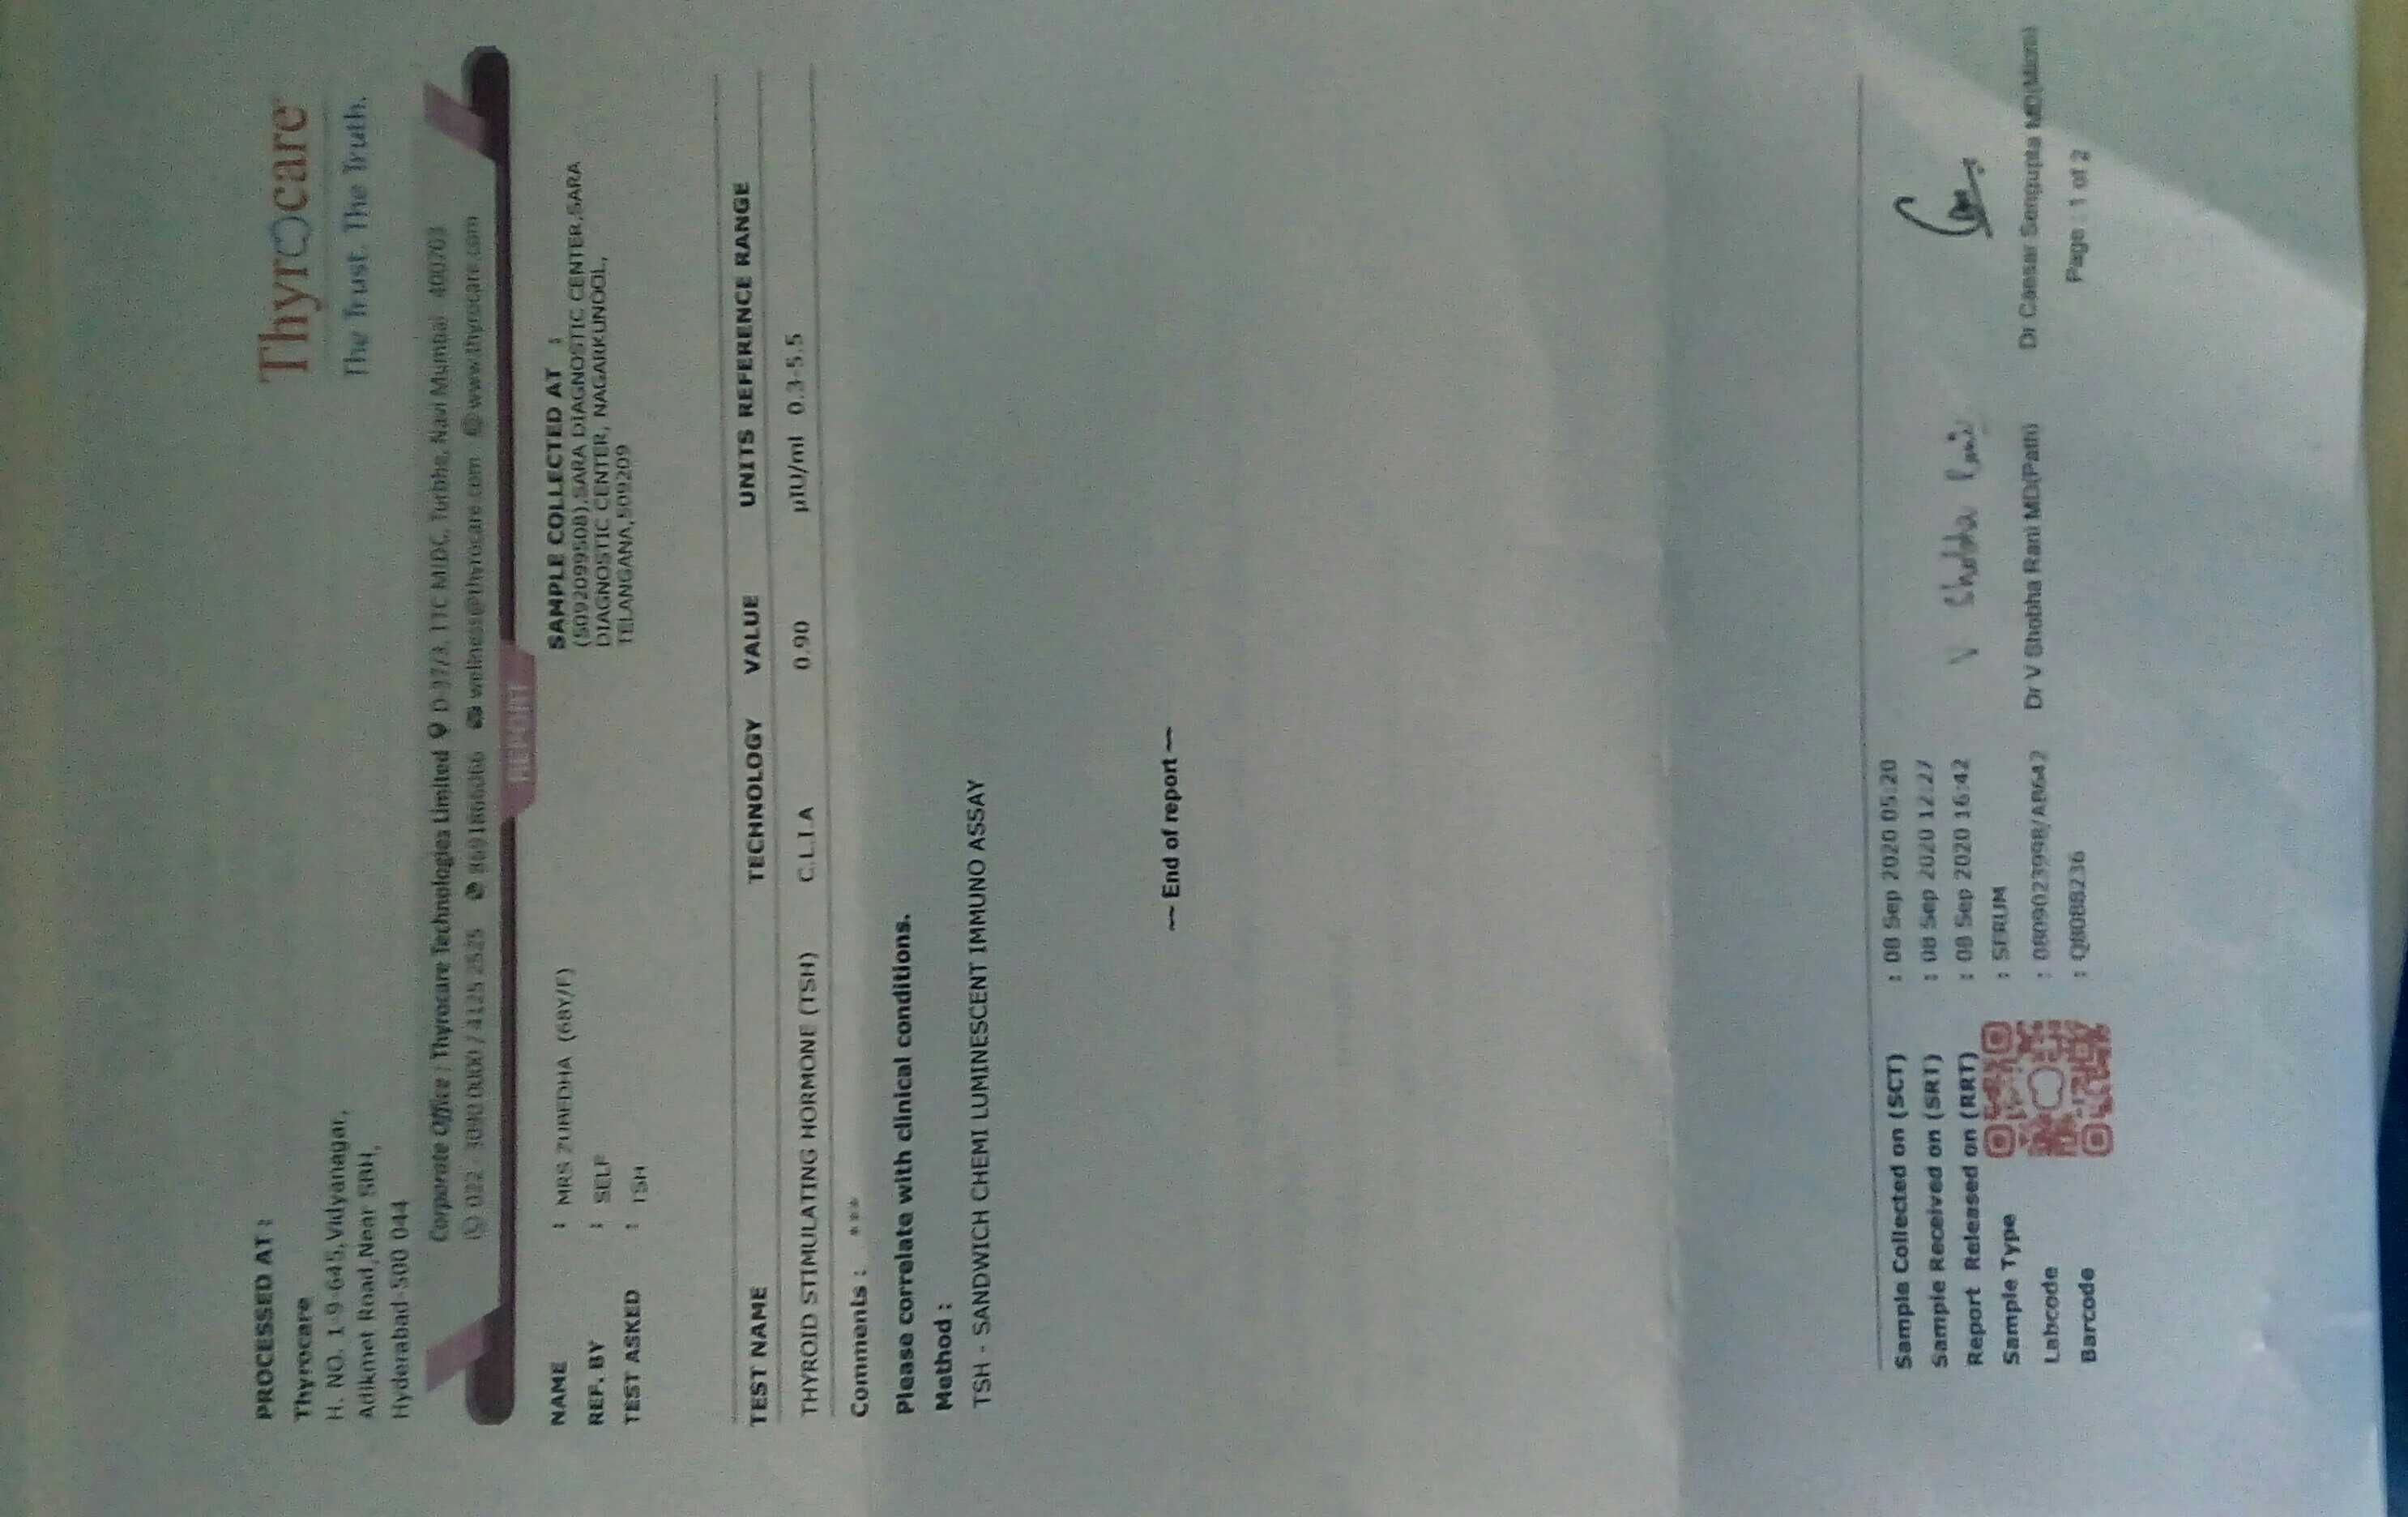 PROCESSED AT :
Thyrocare
H. NO. 1-9-645,Vidyanagar,
Adikmet Road,Near SBH,
Hyderabad-500 044
Thyrocare
The Trust. The Truth.
Corporate Office : Thyrocare Technologies Limited D-37/3, TTC MIDC, Turbhe, Navi Mumbai 400703
022 3090 0000 / 4125 2525 8691866066 wellness@thyrocare.com www.thyrocare.com
REPORT
NAME : MRS ZUBEDHA (68Y/F)
REF. BY : SELF
TEST ASKED : TSH
SAMPLE COLLECTED AT :
(5092099508),SARA DIAGNOSTIC CENTER,SARA
DIAGNOSTIC CENTER, NAGARKUNOOL,
TELANGANA,509209
TEST NAME TECHNOLOGY VALUE UNITS REFERENCE RANGE
THYROID STIMULATING HORMONE (TSH) C.L.I.A 0.90 µIU/ml 0.3-5.5
Comments : ***
Please correlate with clinical conditions.
Method :
TSH - SANDWICH CHEMI LUMINESCENT IMMUNO ASSAY
~~ End of report ~~
Sample Collected on (SCT) : 08 Sep 2020 05:20
Sample Received on (SRT) : 08 Sep 2020 12:27
Report Released on (RRT) : 08 Sep 2020 16:42
Sample Type : SERUM
Labcode : 080902399B/AB642
Barcode : Q8088236
V Shobha Rani
Dr V Shobha Rani MD(Path)
Dr Caesar Sengupta MD(Micro)
Page : 1 of 2